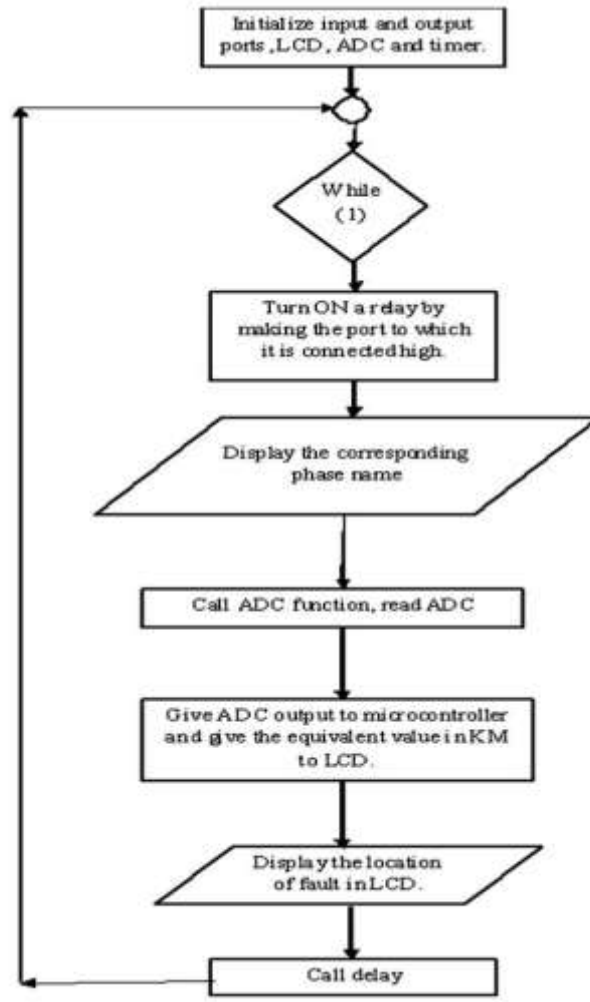 Initialize input and output
ports ,LCD, ADC and timer.
While
(1)
Turn ON a relay by
making the port to which
it is connected high.
Display the corresponding
phase name
Call ADC function, read ADC
Give ADC output to microcontroller
and give the equivalent value in KM
to LCD.
Display the location
of fault in LCD.
Call delay